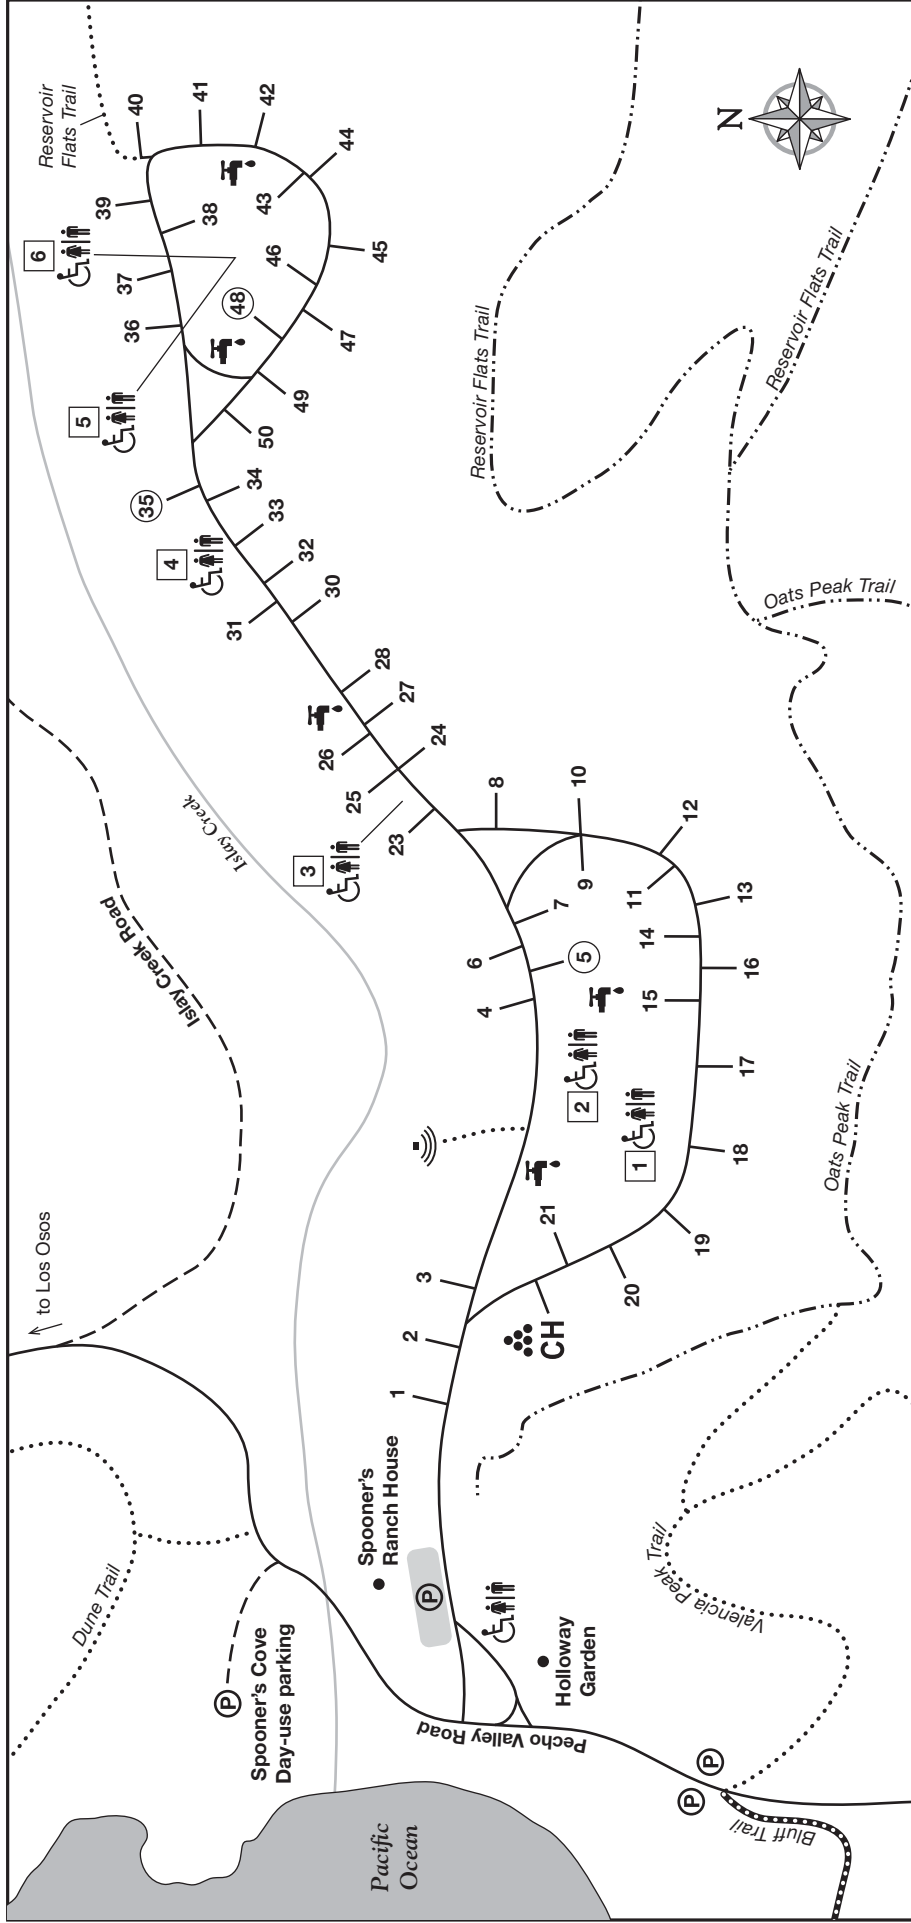 Reservoir
Flats Trail
40
41
42
39
38
43
44
6
37
46
45
36
48
47
5
49
50
35
34
33
4
32
31
30
28
27
26
25
24
23
3
8
10
12
9
11
7
13
6
5
14
4
16
15
2
17
1
18
21
19
3
20
2
CH
1
N
Reservoir Flats Trail
Reservoir Flats Trail
Oats Peak Trail
Oats Peak Trail
Islay Creek
Islay Creek Road
to Los Osos
Dune Trail
Spooner's
Ranch House
P
P
Spooner's Cove
Day-use parking
Holloway
Garden
Valencia Peak Trail
Pecho Valley Road
P
P
Bluff Trail
Pacific
Ocean